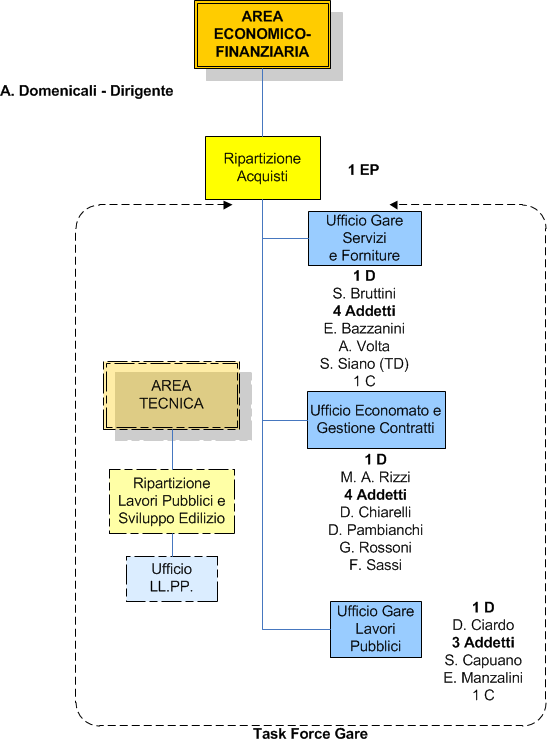 AREA
ECONOMICO-
FINANZIARIA
A. Domenicali - Dirigente
Ripartizione
Acquisti
1 EP
Ufficio Gare
Servizi
e Forniture
1 D
S. Bruttini
4 Addetti
E. Bazzanini
A. Volta
S. Siano (TD)
1 C
AREA
TECNICA
Ripartizione
Lavori Pubblici e
Sviluppo Edilizio
Ufficio
LL.PP.
Ufficio Economato e
Gestione Contratti
1 D
M. A. Rizzi
4 Addetti
D. Chiarelli
D. Pambianchi
G. Rossoni
F. Sassi
Ufficio Gare
Lavori
Pubblici
1 D
D. Ciardo
3 Addetti
S. Capuano
E. Manzalini
1 C
Task Force Gare